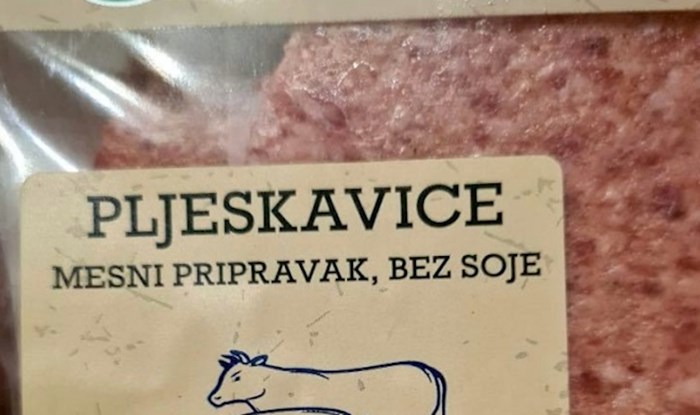 PLJESKAVICE
MESNI PRIPRAVAK, BEZ SOJE